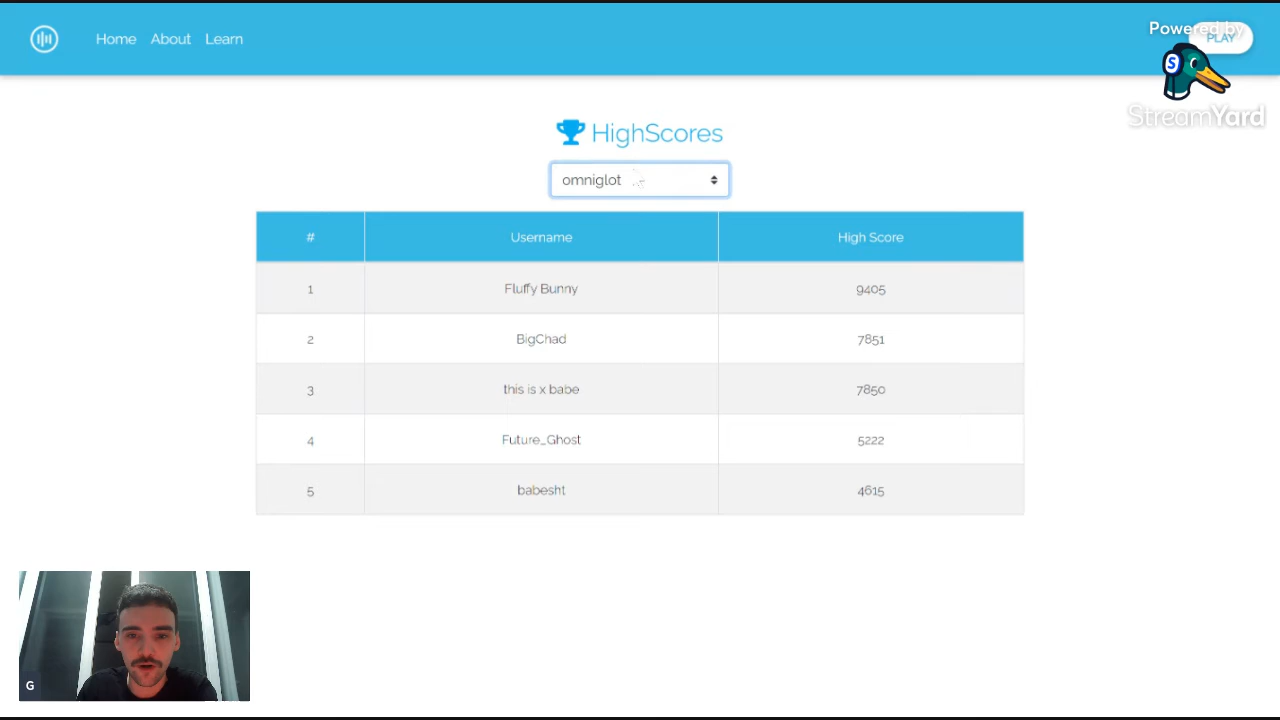 Home About Learn
Powered by
PLAY
StreamYard
HighScores
omniglot
# Username High Score
1 Fluffy Bunny 9405
2 BigChad 7851
3 this is x babe 7850
4 Future_Ghost 5222
5 babesht 4615
G